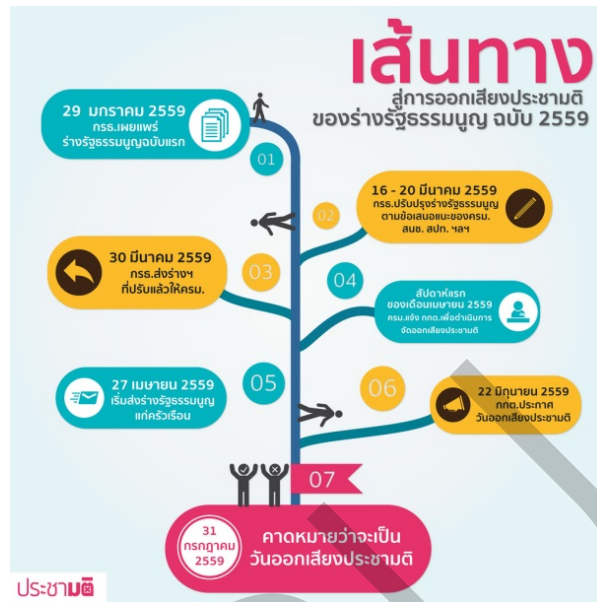 เส้นทาง
สู่การออกเสียงประชามติ
ของร่างรัฐธรรมนูญ ฉบับ 2559
29 มกราคม 2559
กรธ.เผยแพร่
ร่างรัฐธรรมนูญฉบับแรก
01
16 - 20 มีนาคม 2559
กรธ.ปรับปรุงร่างรัฐธรรมนูญ
ตามข้อเสนอแนะของครม.
สนช. สปท. ฯลฯ
02
30 มีนาคม 2559
กรธ.ส่งร่างฯ
ที่ปรับแล้วให้ครม.
03
04
สัปดาห์แรก
ของเดือนเมษายน 2559
ครม.แจ้ง กกต.เพื่อดำเนินการ
จัดออกเสียงประชามติ
27 เมษายน 2559
เริ่มส่งร่างรัฐธรรมนูญ
แก่ครัวเรือน
05
06
22 มิถุนายน 2559
กกต.ประกาศ
วันออกเสียงประชามติ
07
31
กรกฎาคม
2559
คาดหมายว่าจะเป็น
วันออกเสียงประชามติ
ประชามติ